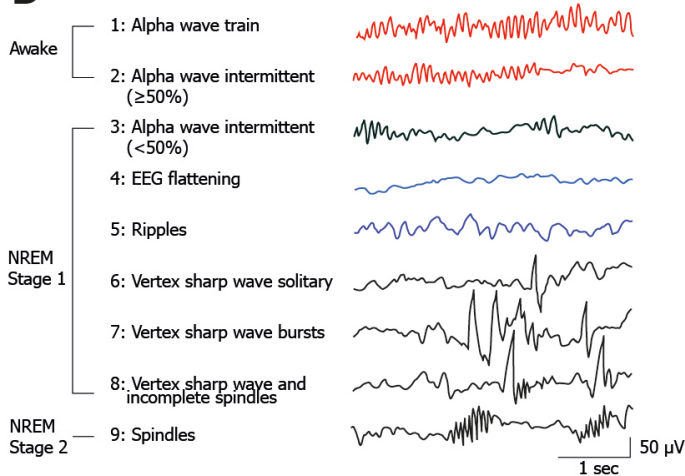 D
Awake
1: Alpha wave train
2: Alpha wave intermittent
(≥50%)
NREM
Stage 1
3: Alpha wave intermittent
(<50%)
4: EEG flattening
5: Ripples
6: Vertex sharp wave solitary
7: Vertex sharp wave bursts
8: Vertex sharp wave and
incomplete spindles
NREM
Stage 2
9: Spindles
50 μV
1 sec